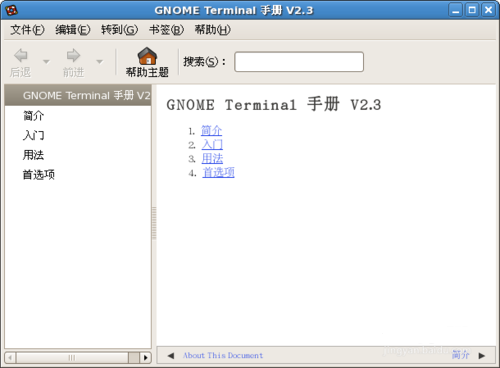 GNOME Terminal 手册 V2.3
文件(F) 编辑(E) 转到(G) 书签(B) 帮助(H)
后退 前进 帮助主题 搜索(S)：
GNOME Terminal 手册 V2
简介
入门
用法
首选项
GNOME Terminal 手册 V2.3
1. 简介
2. 入门
3. 用法
4. 首选项
About This Document 简介